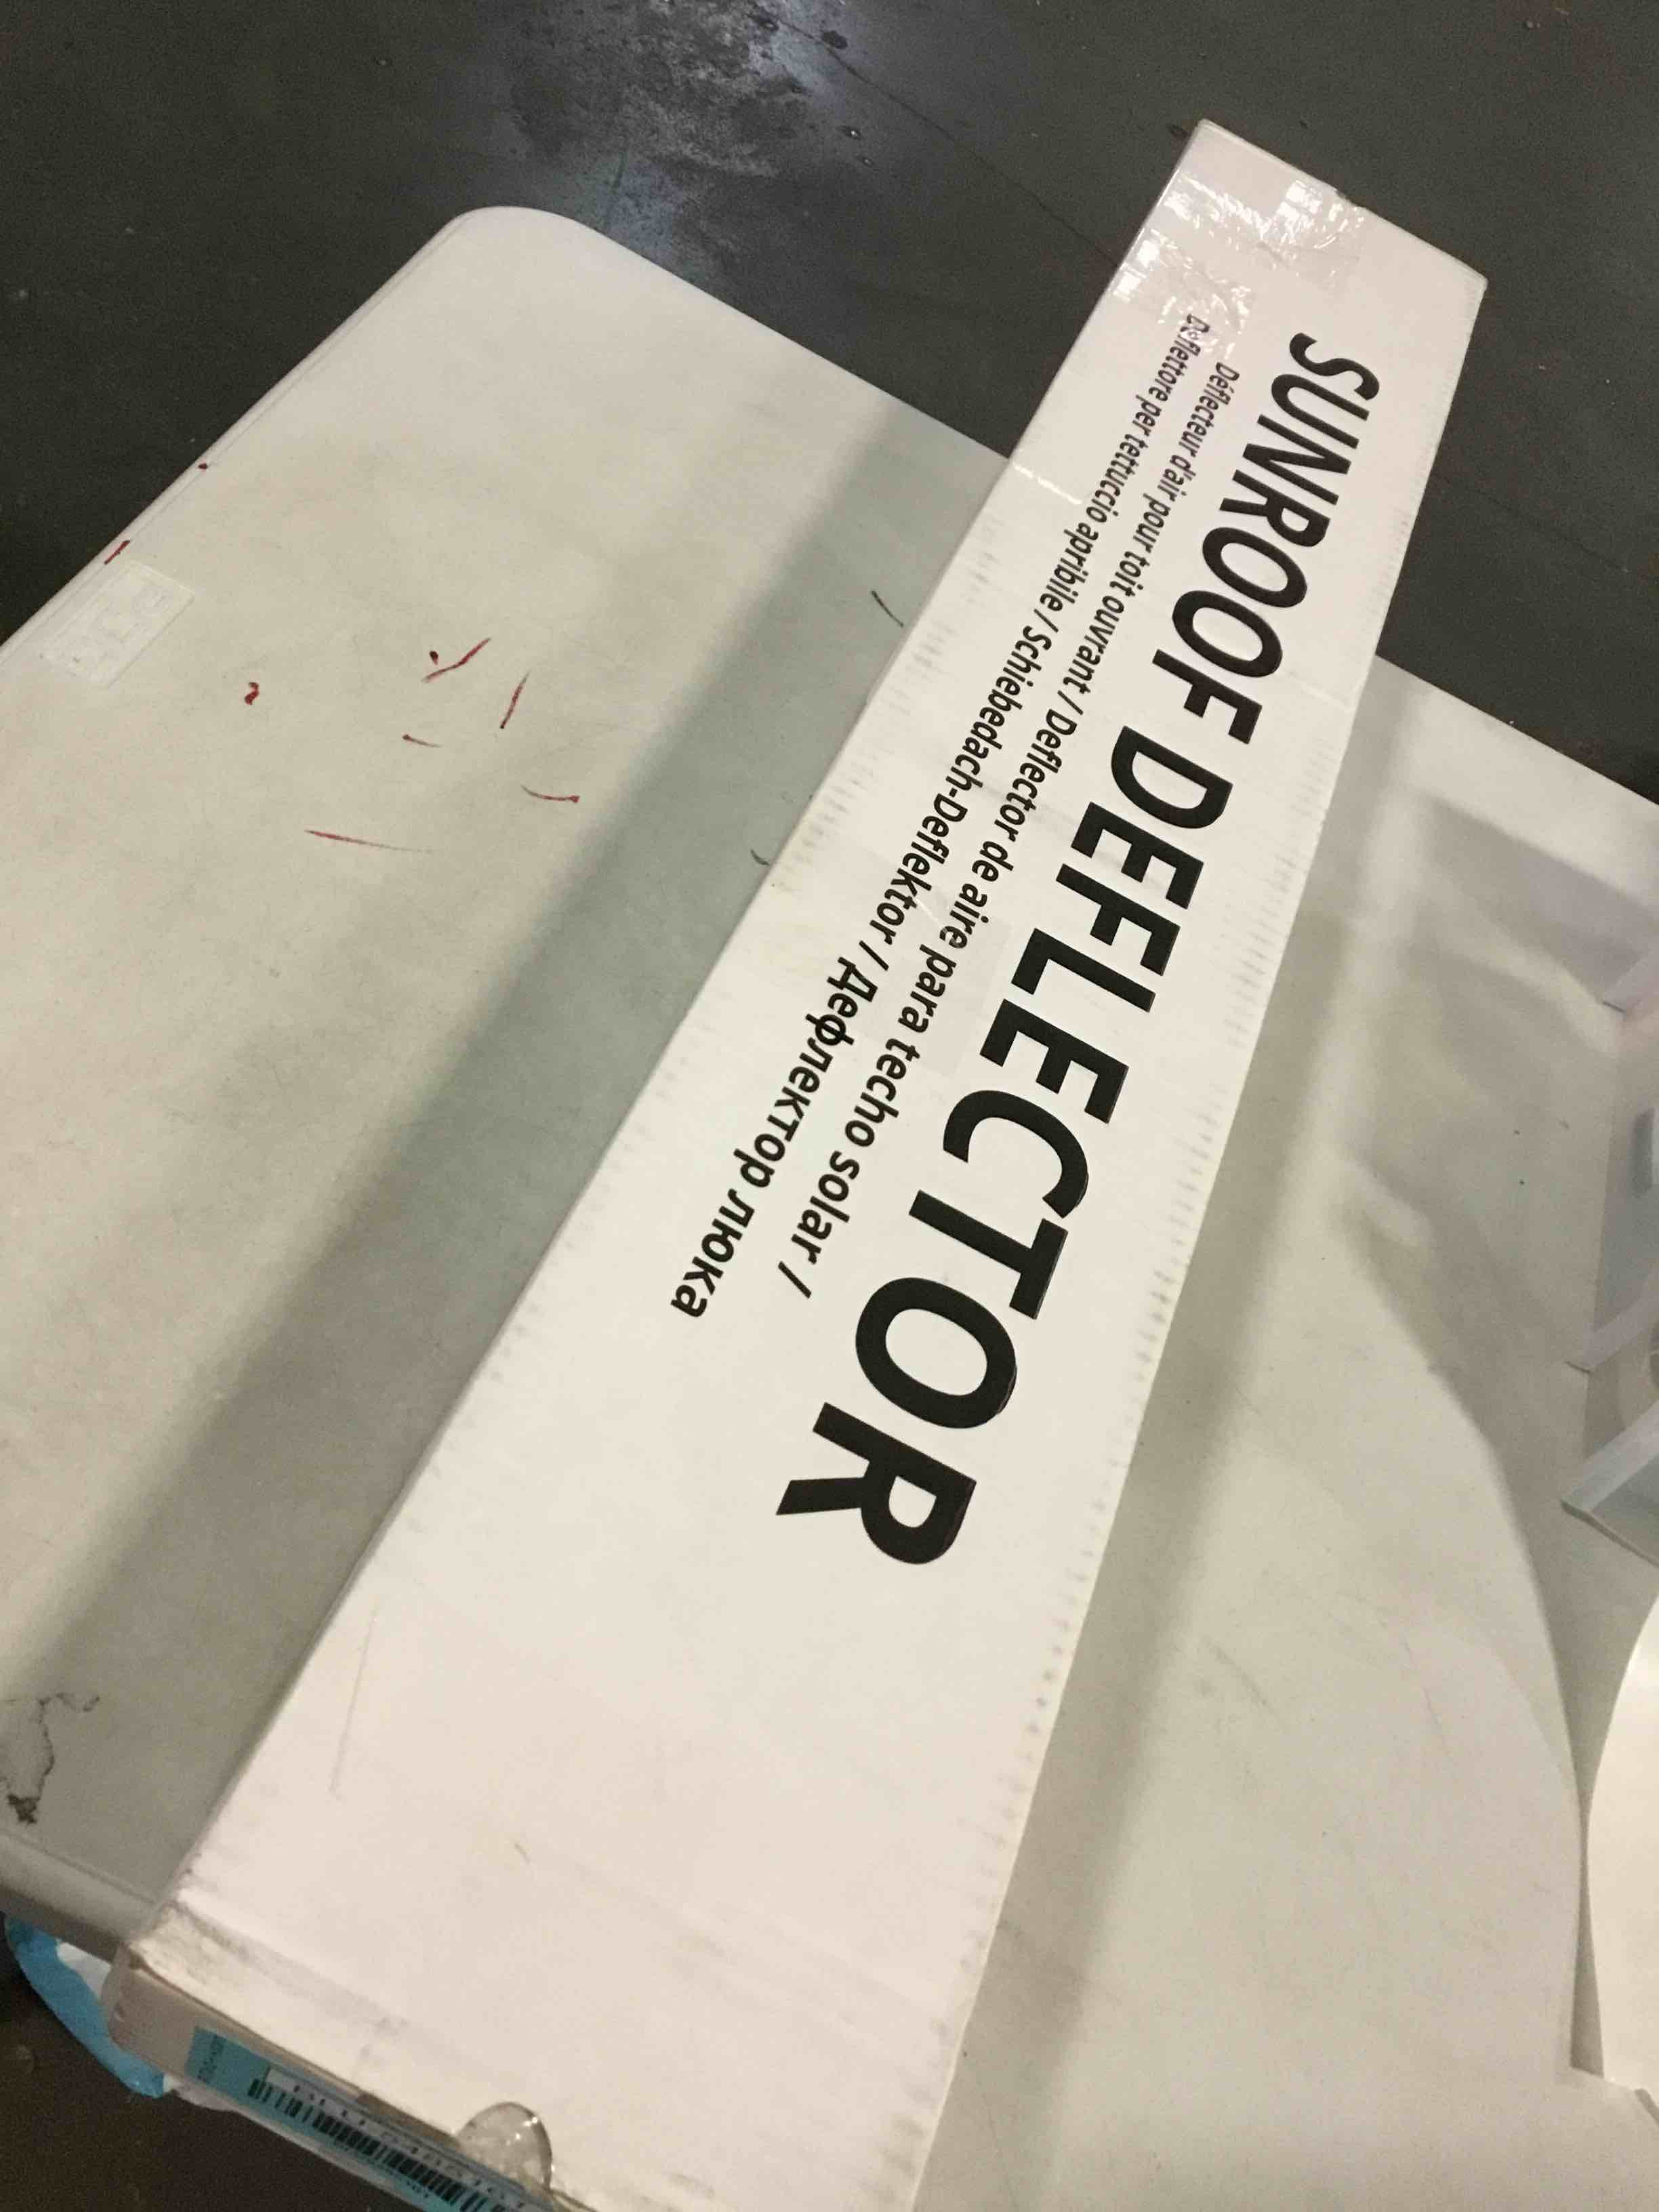 SUNROOF DEFLECTOR
Déflecteur d'air pour toit ouvrant / Deflector de aire para techo solar /
Deflettore per tettuccio apribile / Schiebedach-Deflektor / Дефлектор люка